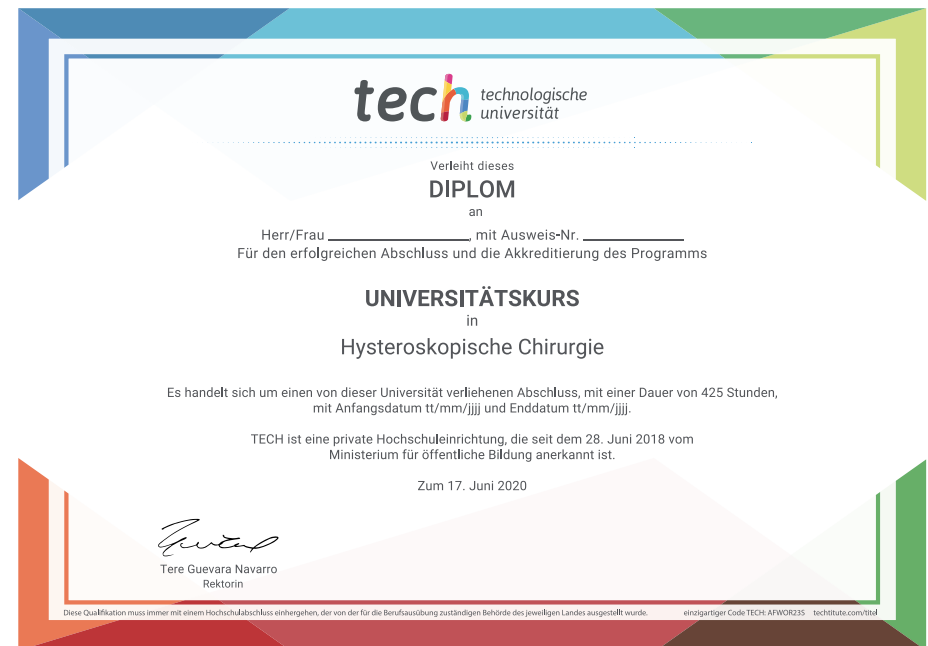 tech technologische
universität
Verleiht dieses
DIPLOM
an
Herr/Frau ____________________, mit Ausweis-Nr. ______________
Für den erfolgreichen Abschluss und die Akkreditierung des Programms
UNIVERSITÄTSKURS
in
Hysteroskopische Chirurgie
Es handelt sich um einen von dieser Universität verliehenen Abschluss, mit einer Dauer von 425 Stunden,
mit Anfangsdatum tt/mm/jjjj und Enddatum tt/mm/jjjj.
TECH ist eine private Hochschuleinrichtung, die seit dem 28. Juni 2018 vom
Ministerium für öffentliche Bildung anerkannt ist.
Zum 17. Juni 2020
Tere Guevara Navarro
Rektorin
Diese Qualifikation muss immer mit einem Hochschulabschluss einhergehen, der von der für die Berufsausübung zuständigen Behörde des jeweiligen Landes ausgestellt wurde. einzigartiger Code TECH: AFWOR23S techtitute.com/titel